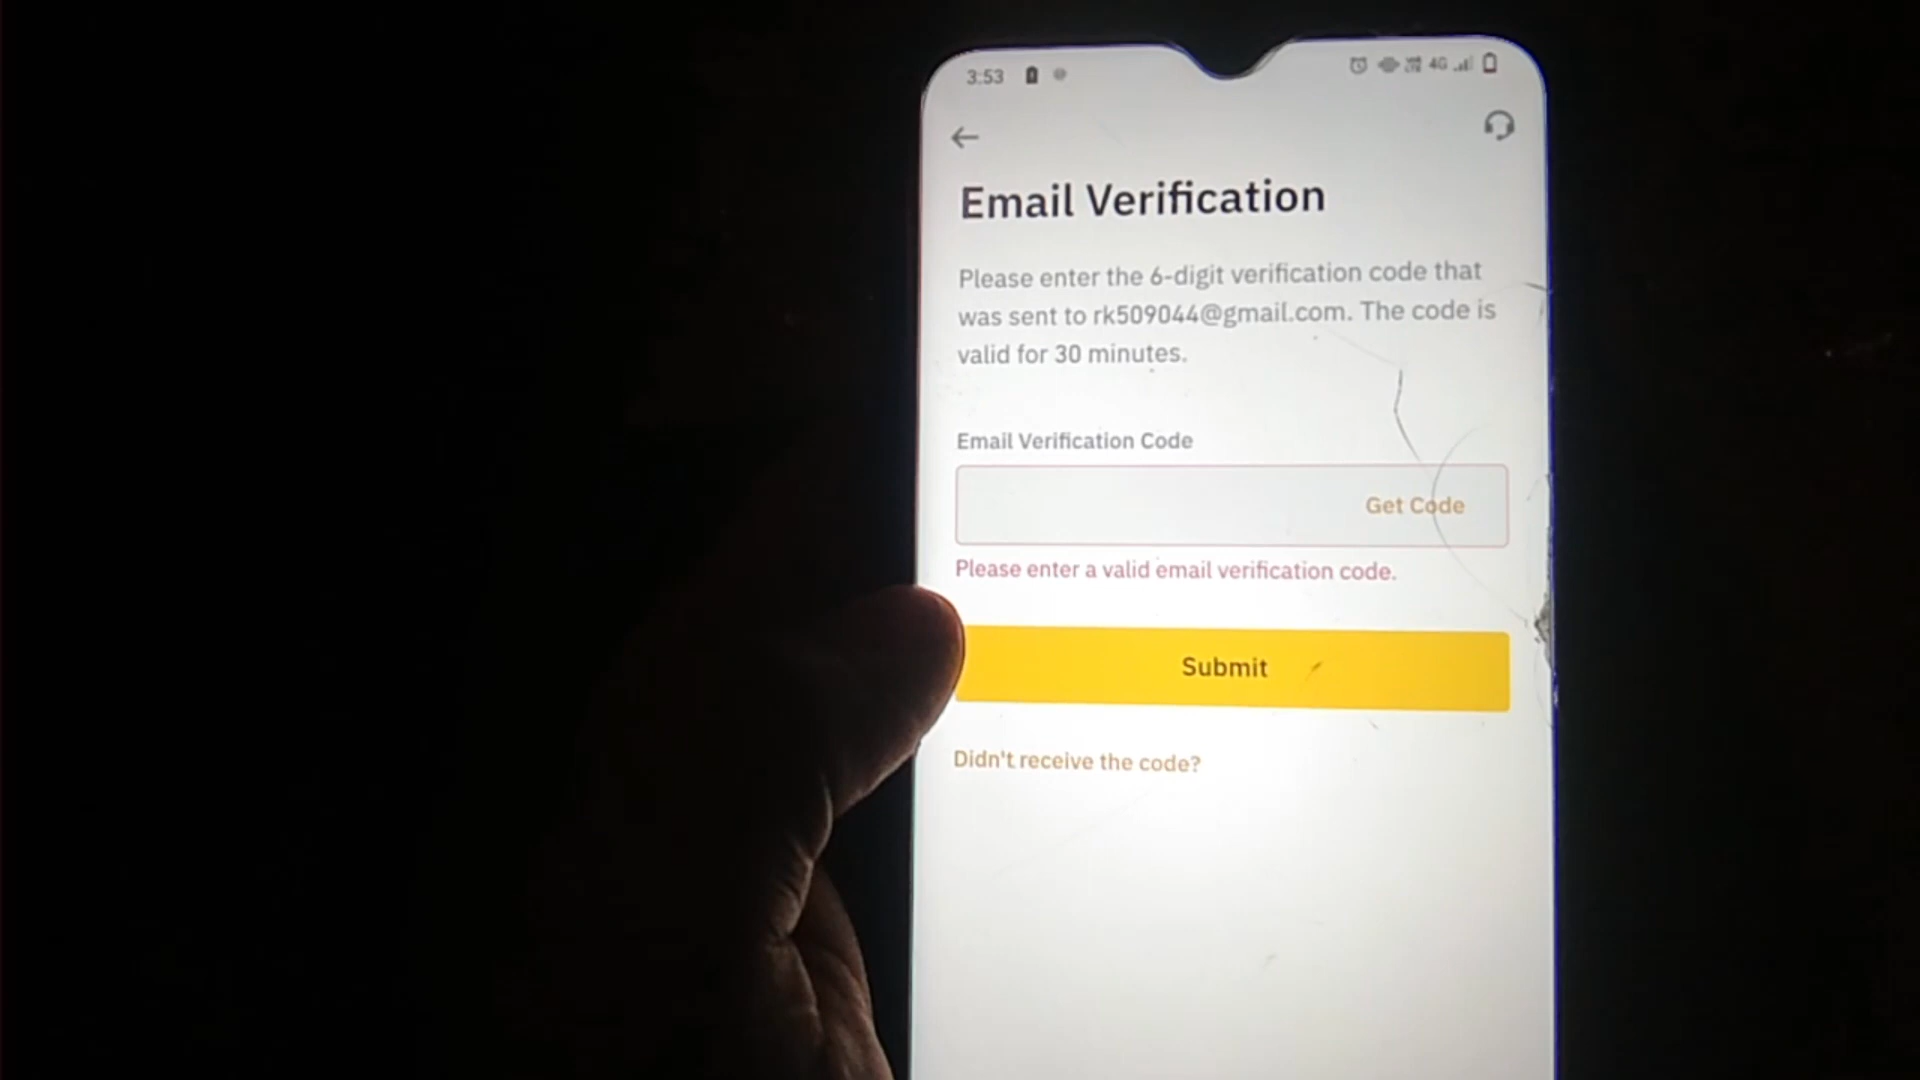 3:53
4G
Email Verification
Please enter the 6-digit verification code that
was sent to rk509044@gmail.com. The code is
valid for 30 minutes.
Email Verification Code
Get Code
Please enter a valid email verification code.
Submit
Didn't receive the code?